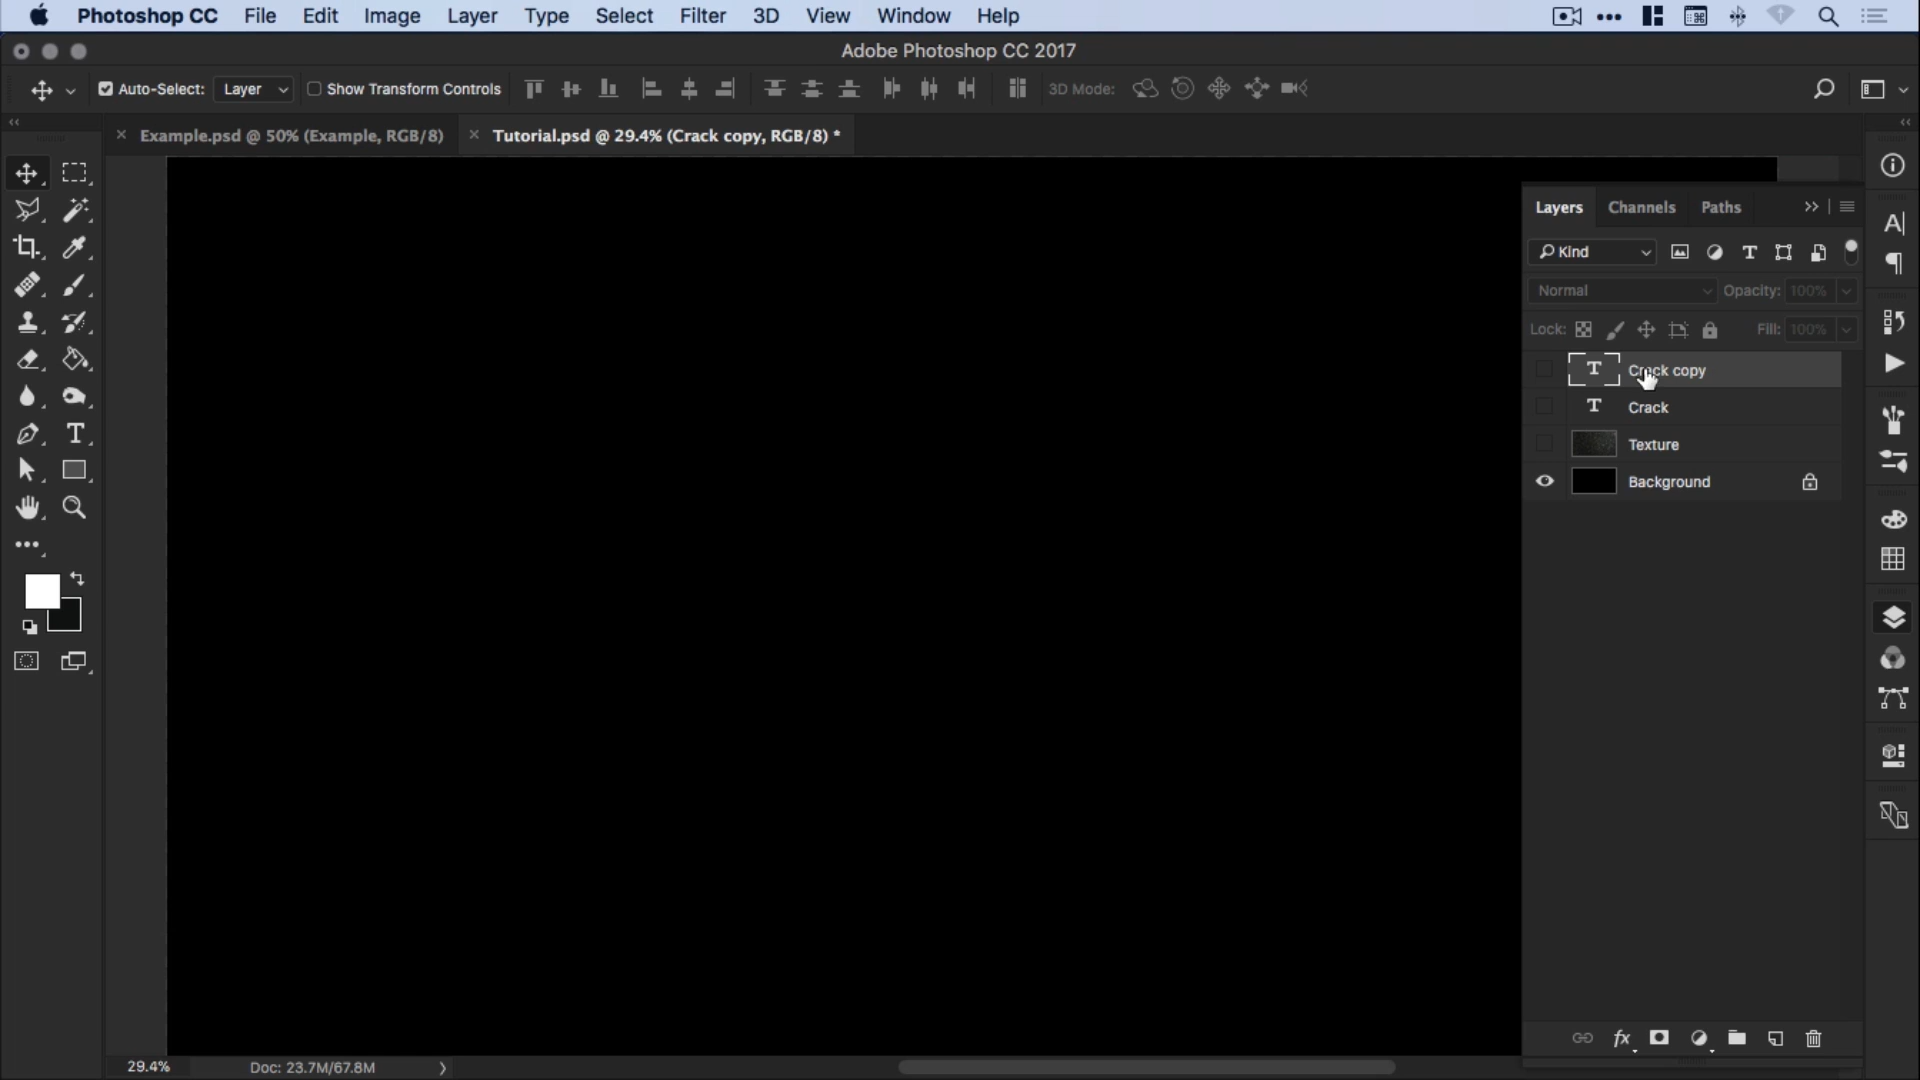 Photoshop CC File Edit Image Layer Type Select Filter 3D View Window Help
Adobe Photoshop CC 2017
Auto-Select: Layer Show Transform Controls 3D Mode:
Example.psd @ 50% (Example, RGB/8) Tutorial.psd @ 29.4% (Crack copy, RGB/8) *
Layers Channels Paths
Kind
Normal Opacity: 100%
Lock: Fill: 100%
Crack copy
Crack
Texture
Background
29.4% Doc: 23.7M/67.8M